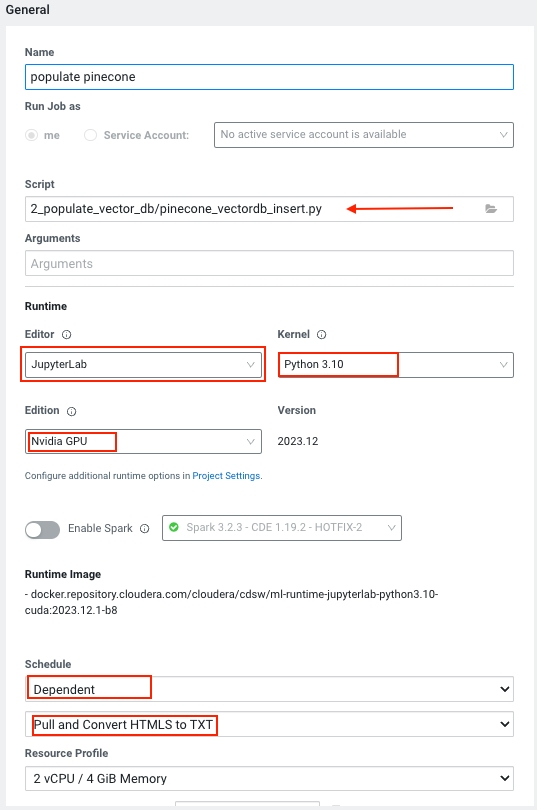 General
Name
populate pinecone
Run Job as
me
Service Account:
No active service account is available
Script
2_populate_vector_db/pinecone_vectordb_insert.py
Arguments
Arguments
Runtime
Editor
Kernel
JupyterLab
Python 3.10
Edition
Version
Nvidia GPU
2023.12
Configure additional runtime options in Project Settings.
Enable Spark
Spark 3.2.3 - CDE 1.19.2 - HOTFIX-2
Runtime Image
- docker.repository.cloudera.com/cloudera/cdsw/ml-runtime-jupyterlab-python3.10-
cuda:2023.12.1-b8
Schedule
Dependent
Pull and Convert HTMLS to TXT
Resource Profile
2 vCPU / 4 GiB Memory